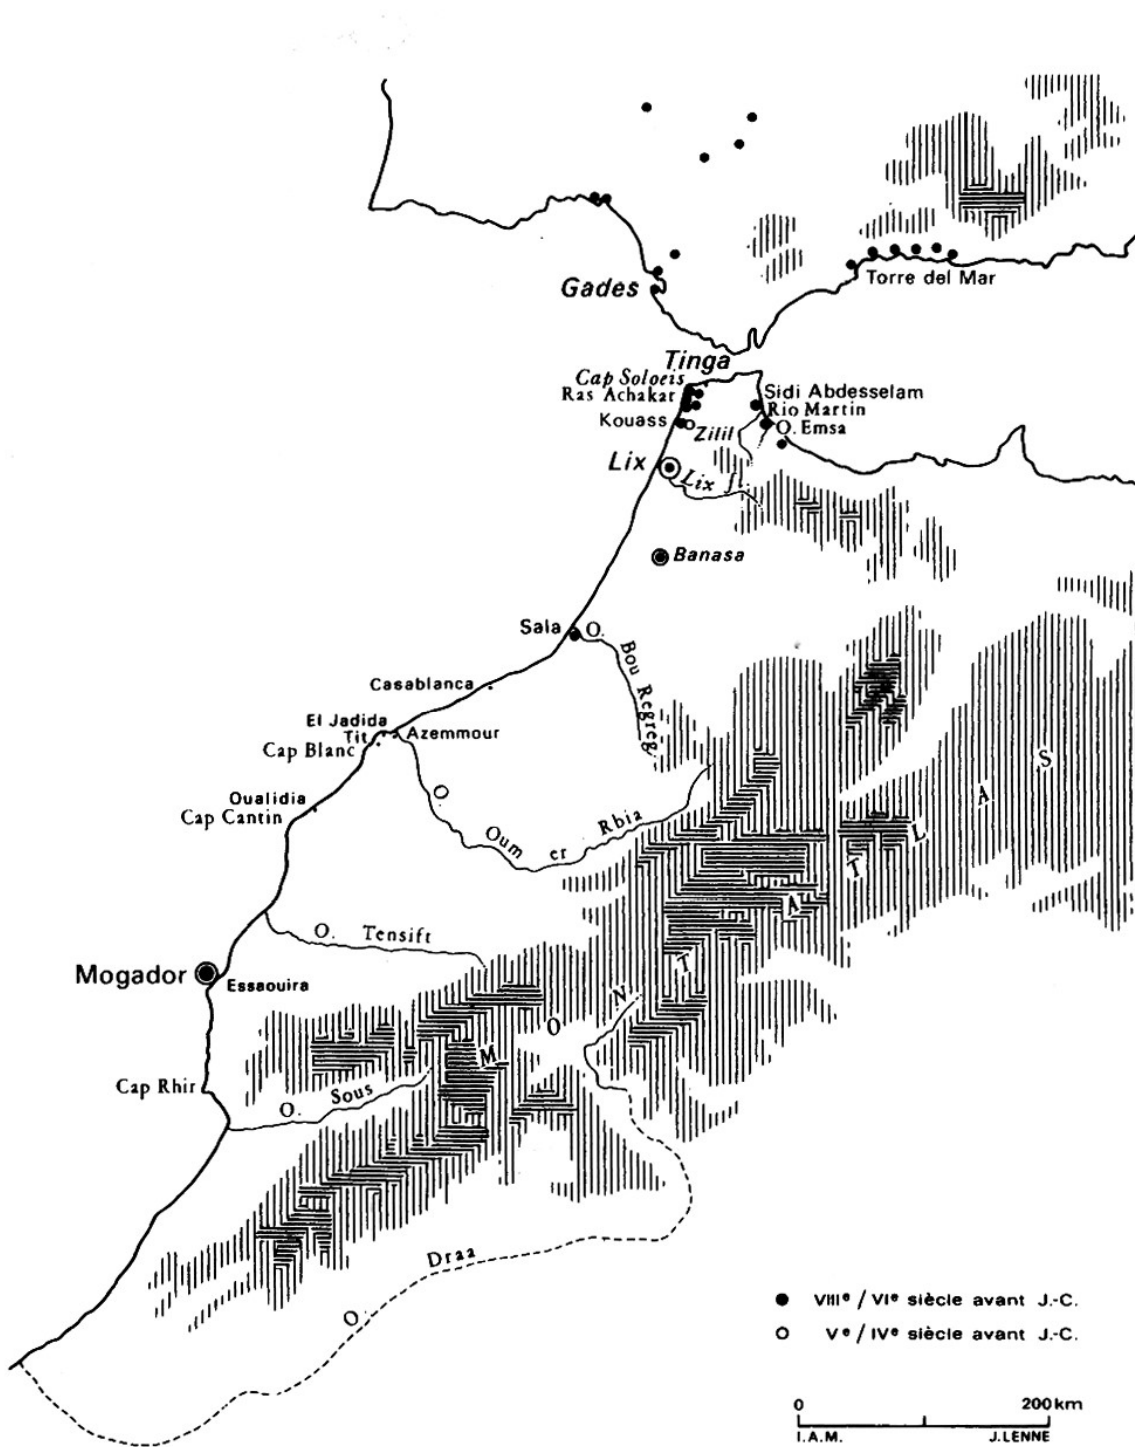 Torre del Mar
Gades
Tinga
Cap Soloeis
Ras Achakar
Sidi Abdesselam
Rio Martin
Kouass
Zilil
O. Emsa
Lix
Lix f.
Banasa
Sala
O. Bou Regreg
Casablanca
El Jadida
Tit
Azemmour
Cap Blanc
Oualidia
Cap Cantin
O. Oum er Rbia
O. Tensift
Mogador
Essaouira
MONT ATLAS
Cap Rhir
O. Sous
O. Draa
VIIIe / VIe siècle avant J.-C.
Ve / IVe siècle avant J.-C.
0 200 km
I.A.M. J. LENNE